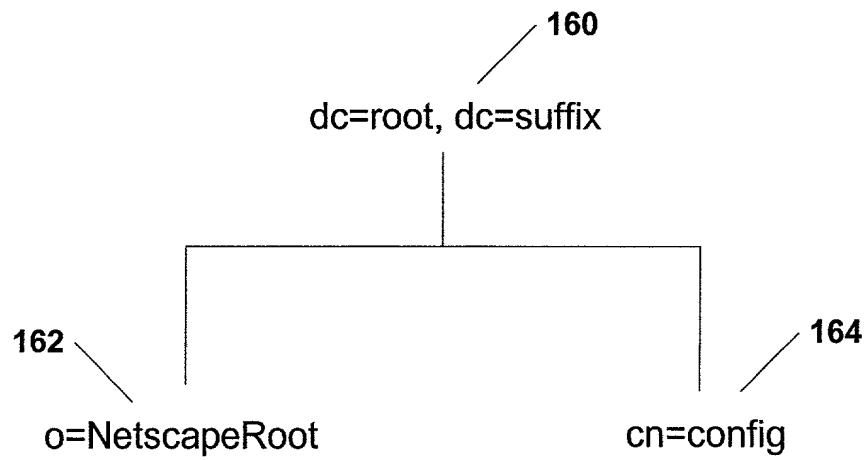 160
dc=root, dc=suffix
162
164
o=NetscapeRoot
cn=config